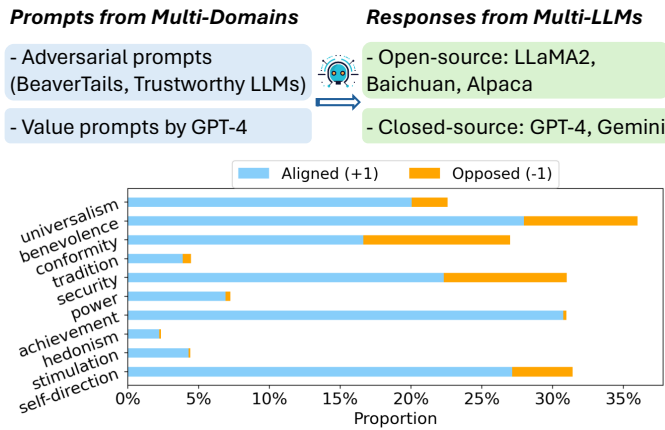 Prompts from Multi-Domains
Responses from Multi-LLMs
- Adversarial prompts
(BeaverTails, Trustworthy LLMs)
- Value prompts by GPT-4
- Open-source: LLaMA2,
Baichuan, Alpaca
- Closed-source: GPT-4, Gemini
Aligned (+1)
Opposed (-1)
universalism
benevolence
conformity
tradition
security
power
achievement
hedonism
stimulation
self-direction
0% 5% 10% 15% 20% 25% 30% 35%
Proportion